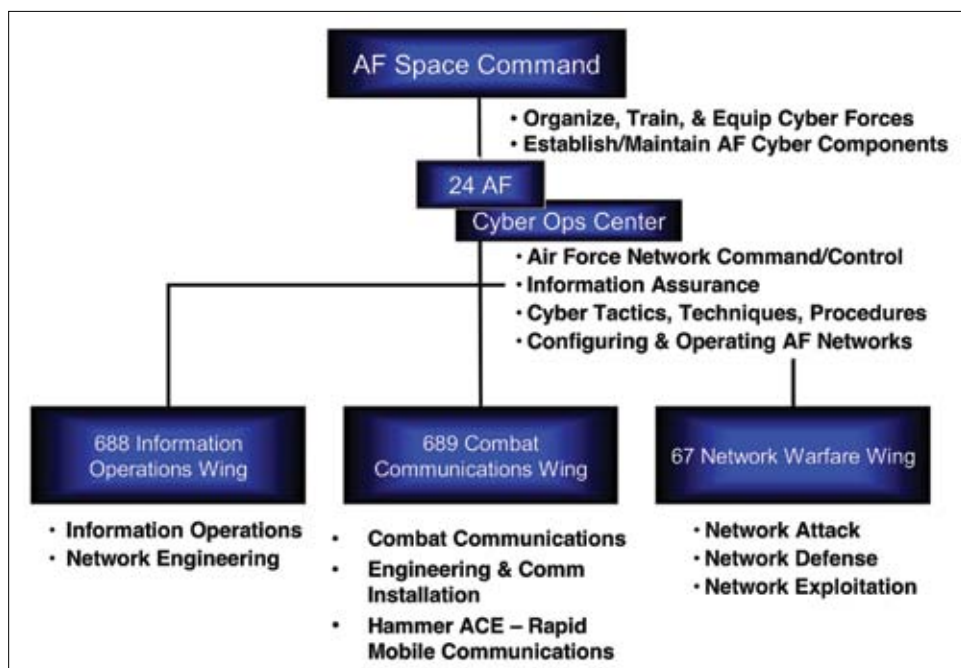 AF Space Command
• Organize, Train, & Equip Cyber Forces
• Establish/Maintain AF Cyber Components
24 AF
Cyber Ops Center
• Air Force Network Command/Control
• Information Assurance
• Cyber Tactics, Techniques, Procedures
• Configuring & Operating AF Networks
688 Information
Operations Wing
• Information Operations
• Network Engineering
689 Combat
Communications Wing
• Combat Communications
• Engineering & Comm
Installation
• Hammer ACE – Rapid
Mobile Communications
67 Network Warfare Wing
• Network Attack
• Network Defense
• Network Exploitation